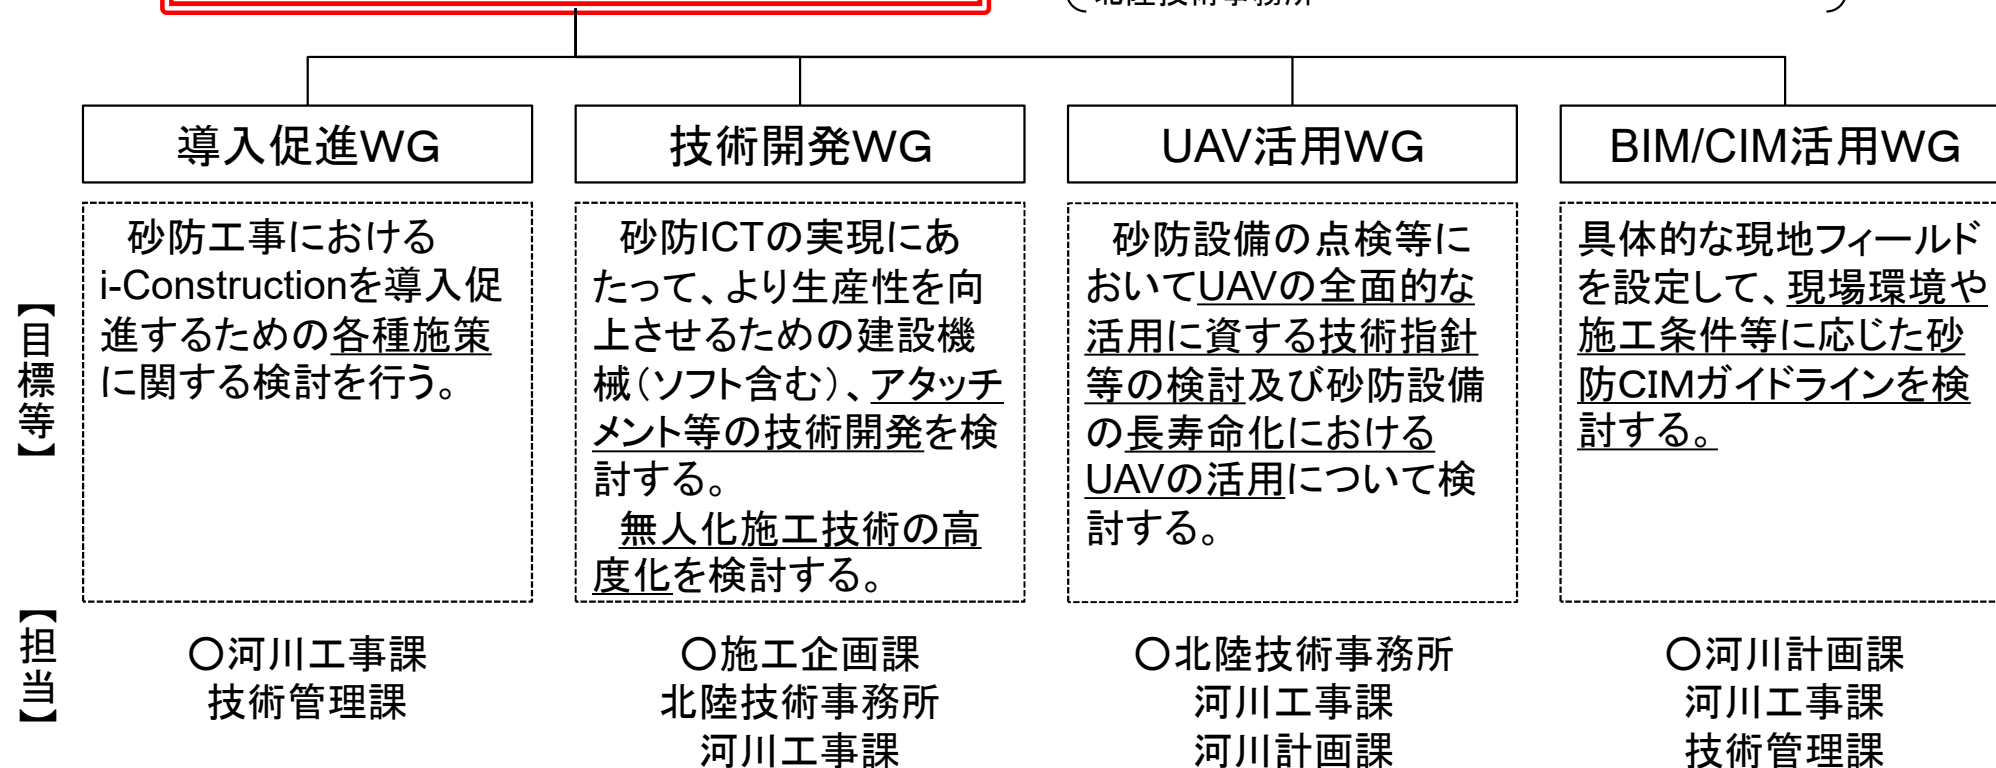 北陸技術事務所
導入促進WG
技術開発WG
UAV活用WG
BIM/CIM活用WG
【目標等】
砂防工事における
i-Constructionを導入促
進するための各種施策
に関する検討を行う。
砂防ICTの実現にあ
たって、より生産性を向
上させるための建設機
械(ソフト含む)、アタッチ
メント等の技術開発を検
討する。
無人化施工技術の高
度化を検討する。
砂防設備の点検等に
おいてUAVの全面的な
活用に資する技術指針
等の検討及び砂防設備
の長寿命化における
UAVの活用について検
討する。
具体的な現地フィールド
を設定して、現場環境や
施工条件等に応じた砂
防CIMガイドラインを検
討する。
【担当】
〇河川工事課
技術管理課
〇施工企画課
北陸技術事務所
河川工事課
〇北陸技術事務所
河川工事課
河川計画課
〇河川計画課
河川工事課
技術管理課